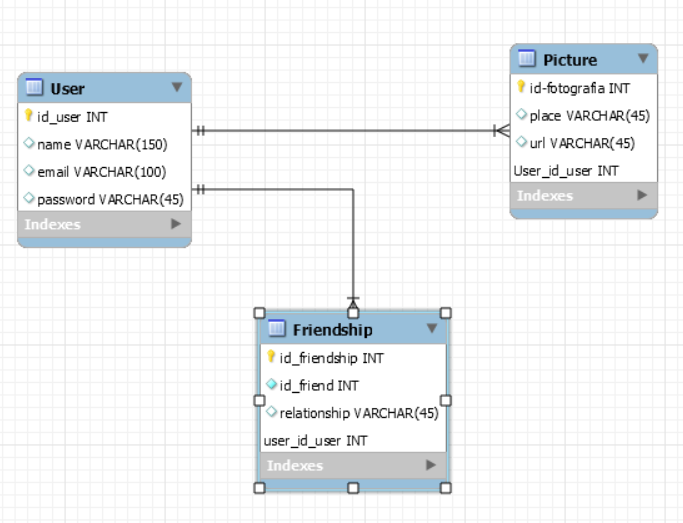 User
id_user INT
name VARCHAR(150)
email VARCHAR(100)
password VARCHAR(45)
Indexes
Picture
id-fotografia INT
place VARCHAR(45)
url VARCHAR(45)
User_id_user INT
Indexes
Friendship
id_friendship INT
id_friend INT
relationship VARCHAR(45)
user_id_user INT
Indexes